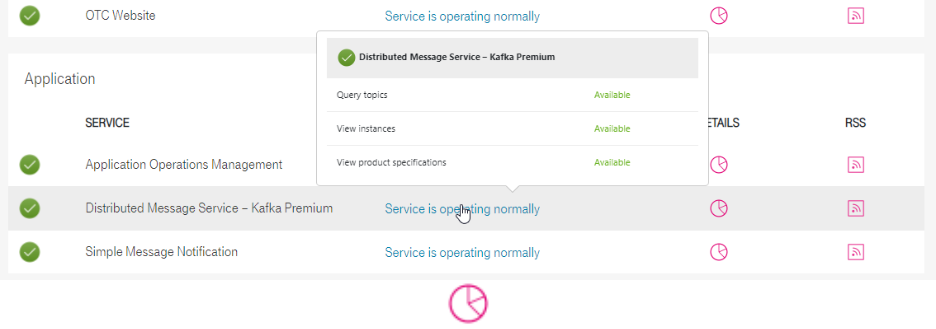 OTC Website Service is operating normally
Distributed Message Service – Kafka Premium
Query topics Available
View instances Available
View product specifications Available
Application
SERVICE ETAILS RSS
Application Operations Management
Distributed Message Service – Kafka Premium Service is operating normally
Simple Message Notification Service is operating normally